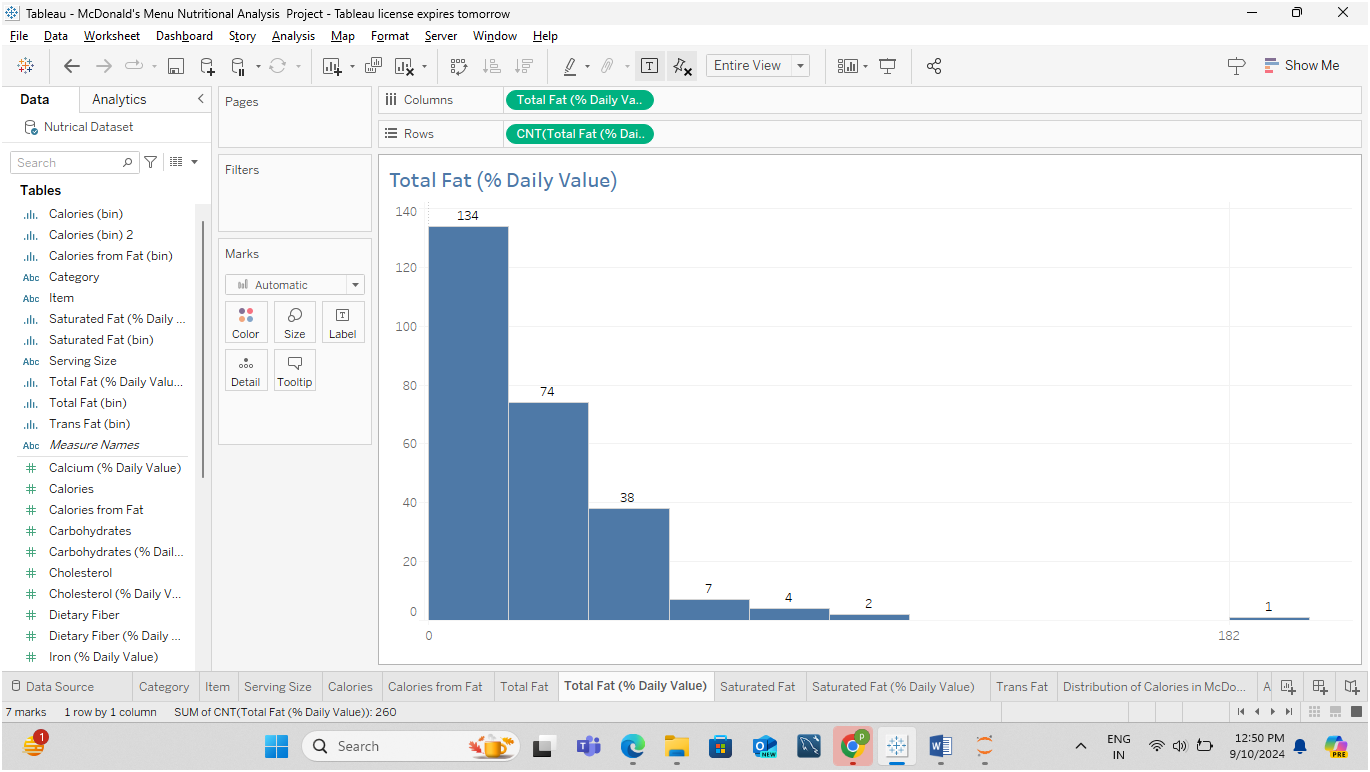 Tableau - McDonald's Menu Nutritional Analysis  Project - Tableau license expires tomorrow
File Data Worksheet Dashboard Story Analysis Map Format Server Window Help
Entire View
Show Me
Data Analytics
Nutrical Dataset
Search
Tables
Calories (bin)
Calories (bin) 2
Calories from Fat (bin)
Abc Category
Abc Item
Saturated Fat (% Daily ...
Saturated Fat (bin)
Abc Serving Size
Total Fat (% Daily Valu...
Total Fat (bin)
Trans Fat (bin)
Abc Measure Names
# Calcium (% Daily Value)
# Calories
# Calories from Fat
# Carbohydrates
# Carbohydrates (% Dail...
# Cholesterol
# Cholesterol (% Daily V...
# Dietary Fiber
# Dietary Fiber (% Daily ...
# Iron (% Daily Value)
Pages
Filters
Marks
Automatic
Color Size Label
Detail Tooltip
Columns Total Fat (% Daily Va..
Rows CNT(Total Fat (% Dai..
Total Fat (% Daily Value)
140
120
100
80
60
40
20
0
134
74
38
7
4
2
1
0 182
Data Source Category Item Serving Size Calories Calories from Fat Total Fat Total Fat (% Daily Value) Saturated Fat Saturated Fat (% Daily Value) Trans Fat Distribution of Calories in McDo... A
7 marks 1 row by 1 column SUM of CNT(Total Fat (% Daily Value)): 260
1
Search
NEW
P
W
PRE
ENG
IN
12:50 PM
9/10/2024